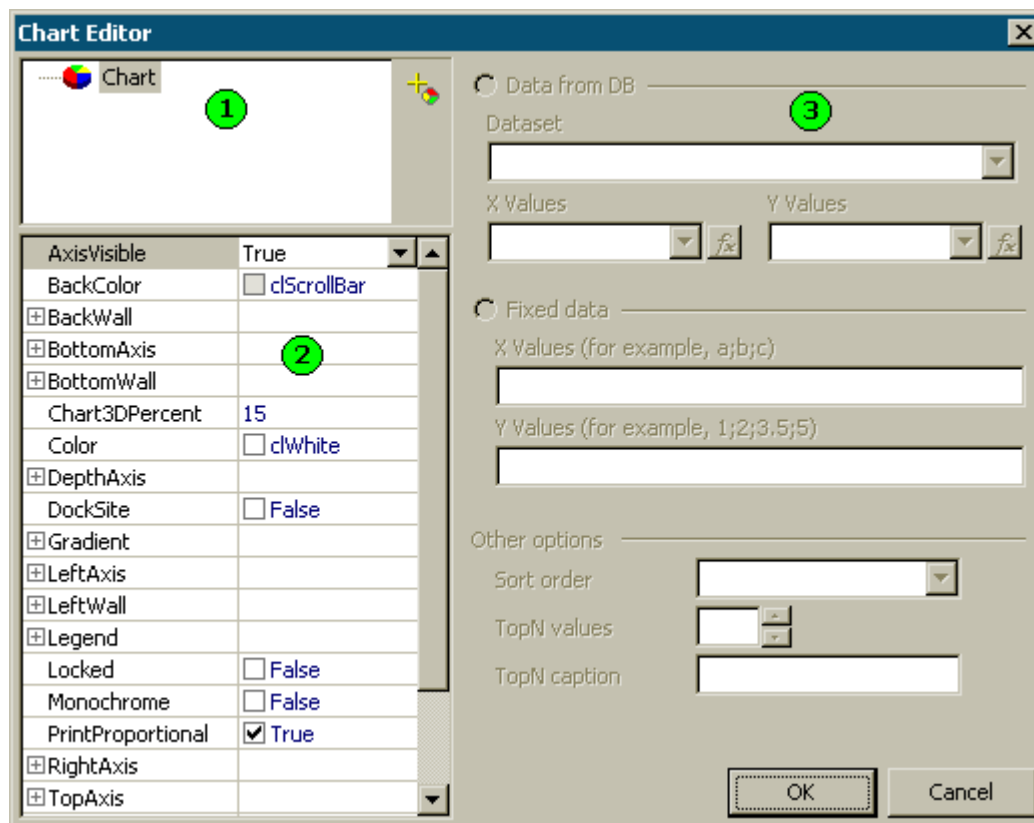 Chart Editor
Chart
1
AxisVisible True
BackColor clScrollBar
BackWall
BottomAxis
2
BottomWall
Chart3DPercent 15
Color clWhite
DepthAxis
DockSite False
Gradient
LeftAxis
LeftWall
Legend
Locked False
Monochrome False
PrintProportional True
RightAxis
TopAxis
Data from DB
3
Dataset
X Values Y Values
fx fx
Fixed data
X Values (for example, a;b;c)
Y Values (for example, 1;2;3.5;5)
Other options
Sort order
TopN values
TopN caption
OK Cancel